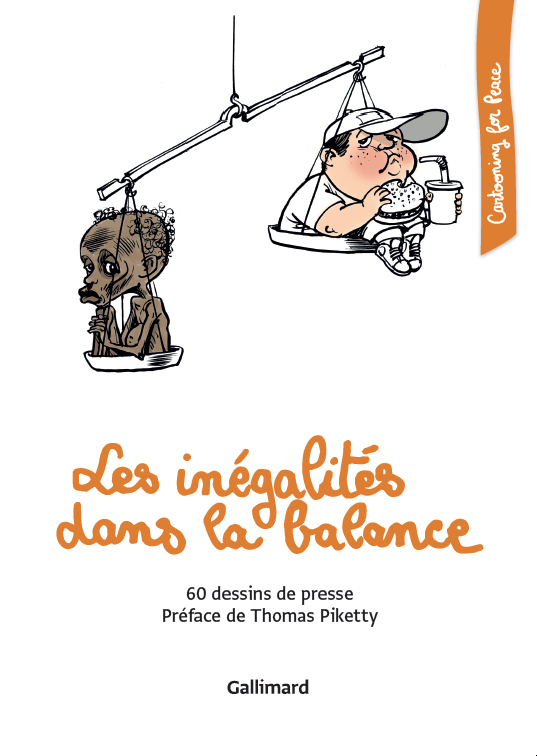 Cartooning for Peace
Les inégalités
dans la balance
60 dessins de presse
Préface de Thomas Piketty
Gallimard